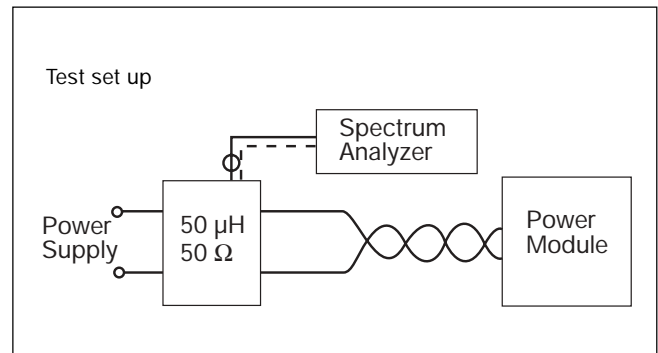 Test set up
Spectrum
Analyzer
Power
Supply
50 µH
50 Ω
Power
Module